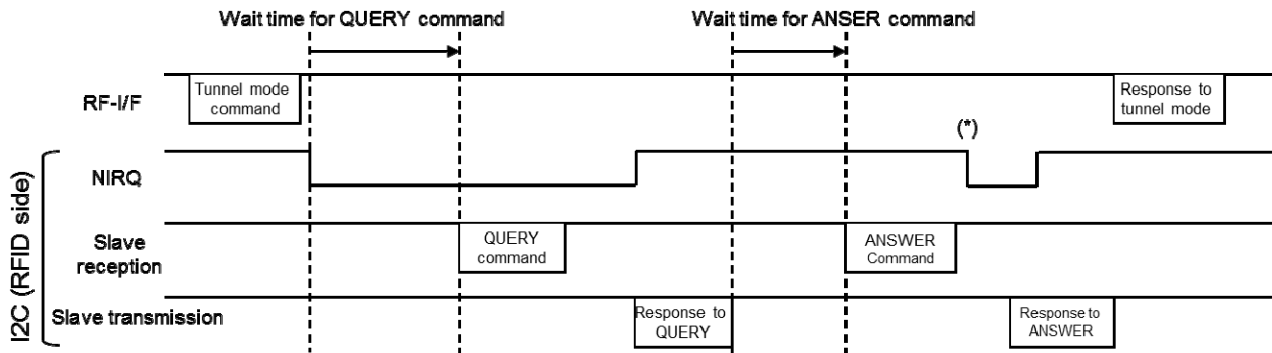 Wait time for QUERY command
Wait time for ANSER Command
RF-I/F
Tunnel mode
command
Response to
tunnel mode
(*)
I2C (RFID side)
NIRQ
Slave
reception
QUERY
command
ANSWER
Command
Slave transmission
Response to
QUERY
Response to
ANSWER